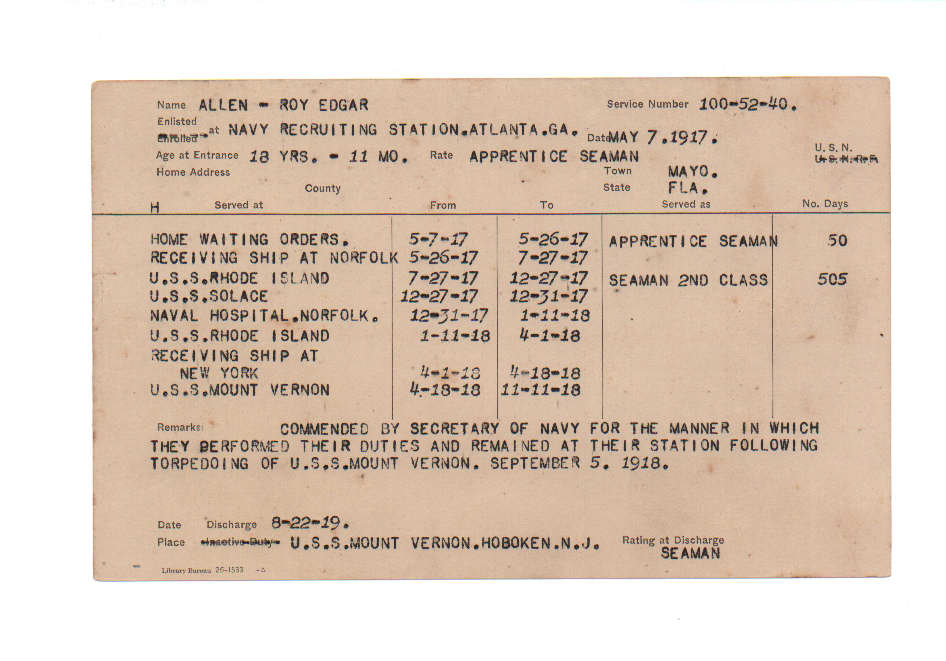 Name ALLEN - ROY EDGAR Service Number 100-52-40.
Enlisted
Enrolled at NAVY RECRUITING STATION.ATLANTA.GA. Date MAY 7.1917.
U. S. N.
Age at Entrance 18 YRS. - 11 MO. Rate APPRENTICE SEAMAN U. S. N. R. F.
Home Address Town MAYO.
County State FLA.
H Served at From To Served as No. Days
HOME WAITING ORDERS. 5-7-17 5-26-17 APPRENTICE SEAMAN 50
RECEIVING SHIP AT NORFOLK 5-26-17 7-27-17
U.S.S.RHODE ISLAND 7-27-17 12-27-17 SEAMAN 2ND CLASS 505
U.S.S.SOLACE 12-27-17 12-31-17
NAVAL HOSPITAL.NORFOLK. 12-31-17 1-11-18
U.S.S.RHODE ISLAND 1-11-18 4-1-18
RECEIVING SHIP AT
NEW YORK 4-1-18 4-18-18
U.S.S.MOUNT VERNON 4-18-18 11-11-18
Remarks: COMMENDED BY SECRETARY OF NAVY FOR THE MANNER IN WHICH
THEY PERFORMED THEIR DUTIES AND REMAINED AT THEIR STATION FOLLOWING
TORPEDOING OF U.S.S.MOUNT VERNON. SEPTEMBER 5. 1918.
Date Discharge 8-22-19.
Place Inactive Duty U.S.S.MOUNT VERNON.HOBOKEN.N.J. Rating at Discharge
SEAMAN
Library Bureau 26-1533